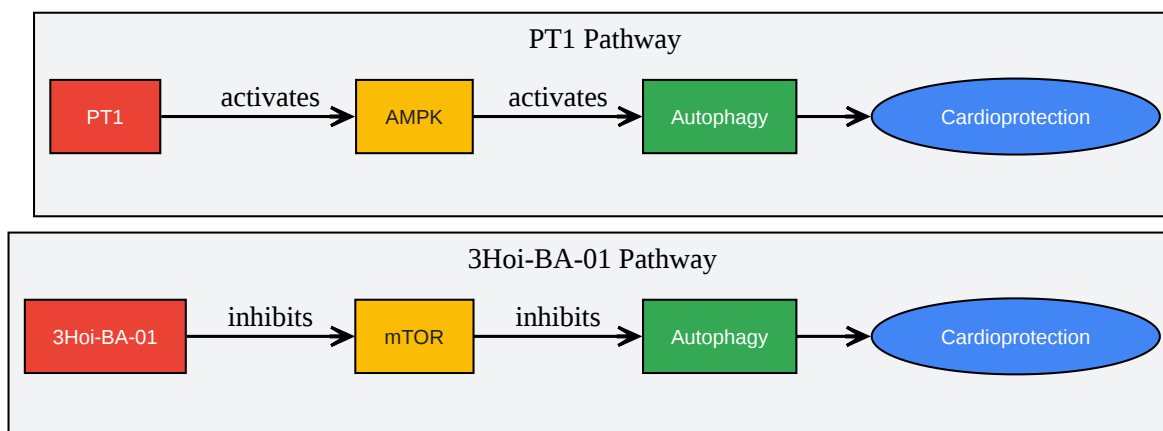 PT1 Pathway
PT1
activates
AMPK
activates
Autophagy
Cardioprotection
3Hoi-BA-01 Pathway
3Hoi-BA-01
inhibits
mTOR
inhibits
Autophagy
Cardioprotection